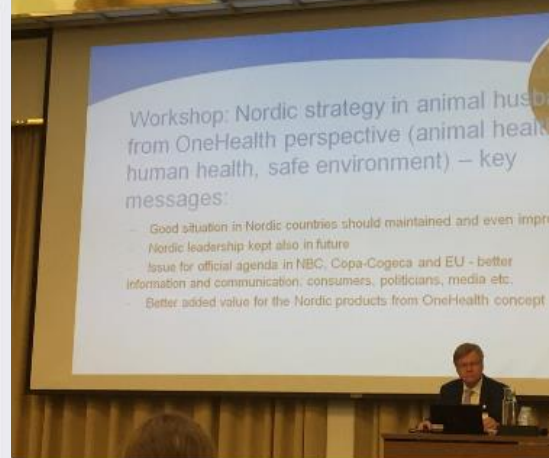 Workshop: Nordic strategy in animal husba
from OneHealth perspective (animal healt
human health, safe environment) – key
messages:
- Good situation in Nordic countries should maintained and even impro
- Nordic leadership kept also in future
- Issue for official agenda in NBC, Copa-Cogeca and EU - better
information and communication, consumers, politicians, media etc.
- Better added value for the Nordic products from OneHealth concept